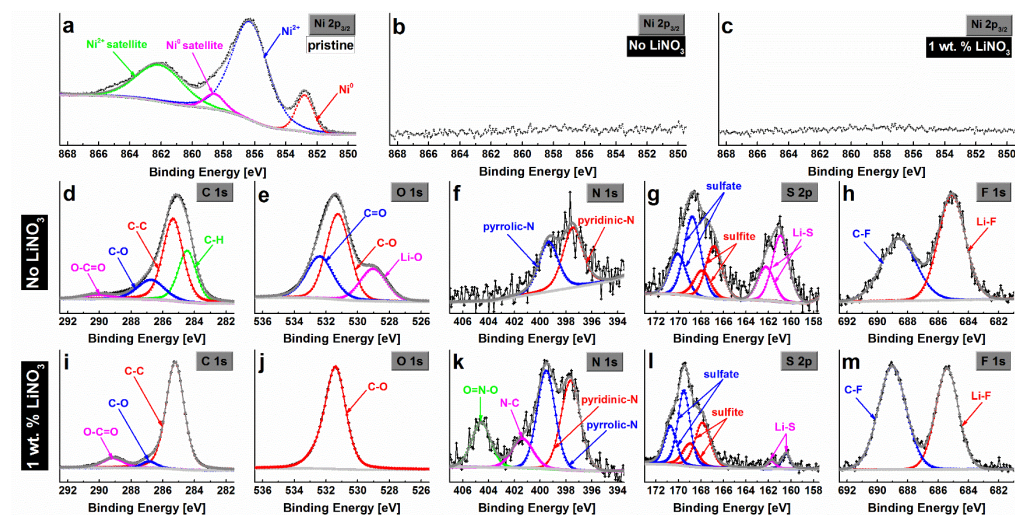 a
Ni 2p3/2
pristine
Ni2+ satellite
Ni0 satellite
Ni2+
Ni0
868 866 864 862 860 858 856 854 852 850
Binding Energy [eV]
b
Ni 2p3/2
No LiNO3
868 866 864 862 860 858 856 854 852 850
Binding Energy [eV]
c
Ni 2p3/2
1 wt. % LiNO3
868 866 864 862 860 858 856 854 852 850
Binding Energy [eV]
No LiNO3
d
C 1s
C-C
C-O
O-C=O
C-H
292 290 288 286 284 282
Binding Energy [eV]
e
O 1s
C=O
C-O
Li-O
536 534 532 530 528 526
Binding Energy [eV]
f
N 1s
pyrrolic-N
pyridinic-N
406 404 402 400 398 396 394
Binding Energy [eV]
g
S 2p
sulfate
sulfite
Li-S
172 170 168 166 164 162 160 158
Binding Energy [eV]
h
F 1s
C-F
Li-F
692 690 688 686 684 682
Binding Energy [eV]
1 wt. % LiNO3
i
C 1s
C-C
C-O
O-C=O
292 290 288 286 284 282
Binding Energy [eV]
j
O 1s
C-O
536 534 532 530 528 526
Binding Energy [eV]
k
N 1s
O=N-O
N-C
pyridinic-N
pyrrolic-N
406 404 402 400 398 396 394
Binding Energy [eV]
l
S 2p
sulfate
sulfite
Li-S
172 170 168 166 164 162 160 158
Binding Energy [eV]
m
F 1s
C-F
Li-F
692 690 688 686 684 682
Binding Energy [eV]